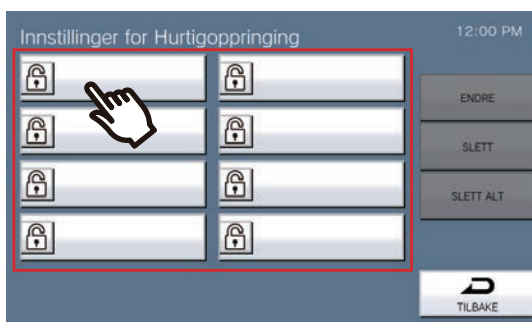 Innstillinger for Hurtigoppringing
12:00 PM
ENDRE
SLETT
SLETT ALT
TILBAKE